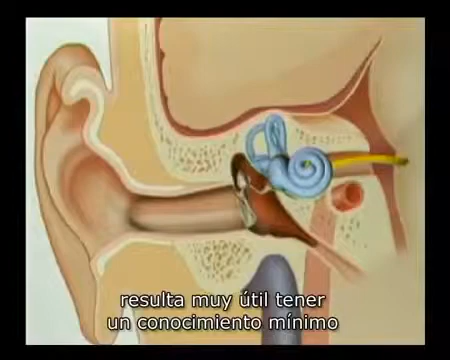 resulta muy útil tener
un conocimiento mínimo